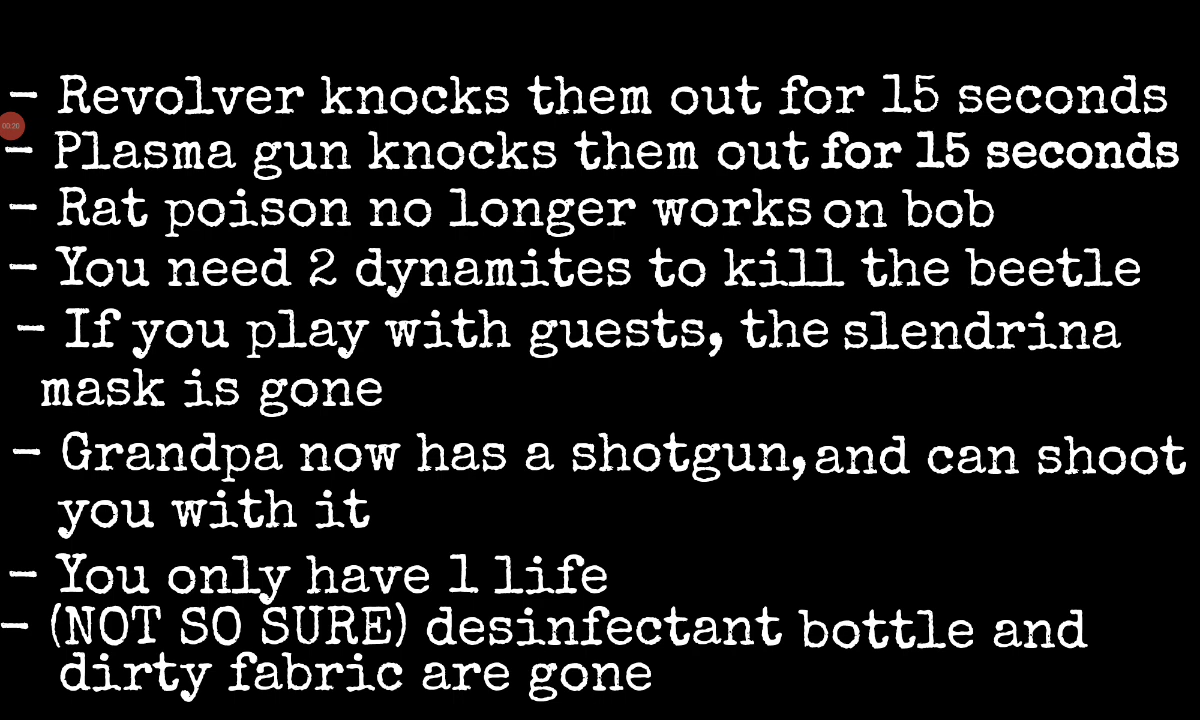 - Revolver knocks them out for 15 seconds
00:20
- Plasma gun knocks them out for 15 seconds
- Rat poison no longer works on bob
- You need 2 dynamites to kill the beetle
- If you play with guests, the slendrina
mask is gone
- Grandpa now has a shotgun, and can shoot
you with it
- You only have 1 life
- (NOT SO SURE) desinfectant bottle and
dirty fabric are gone